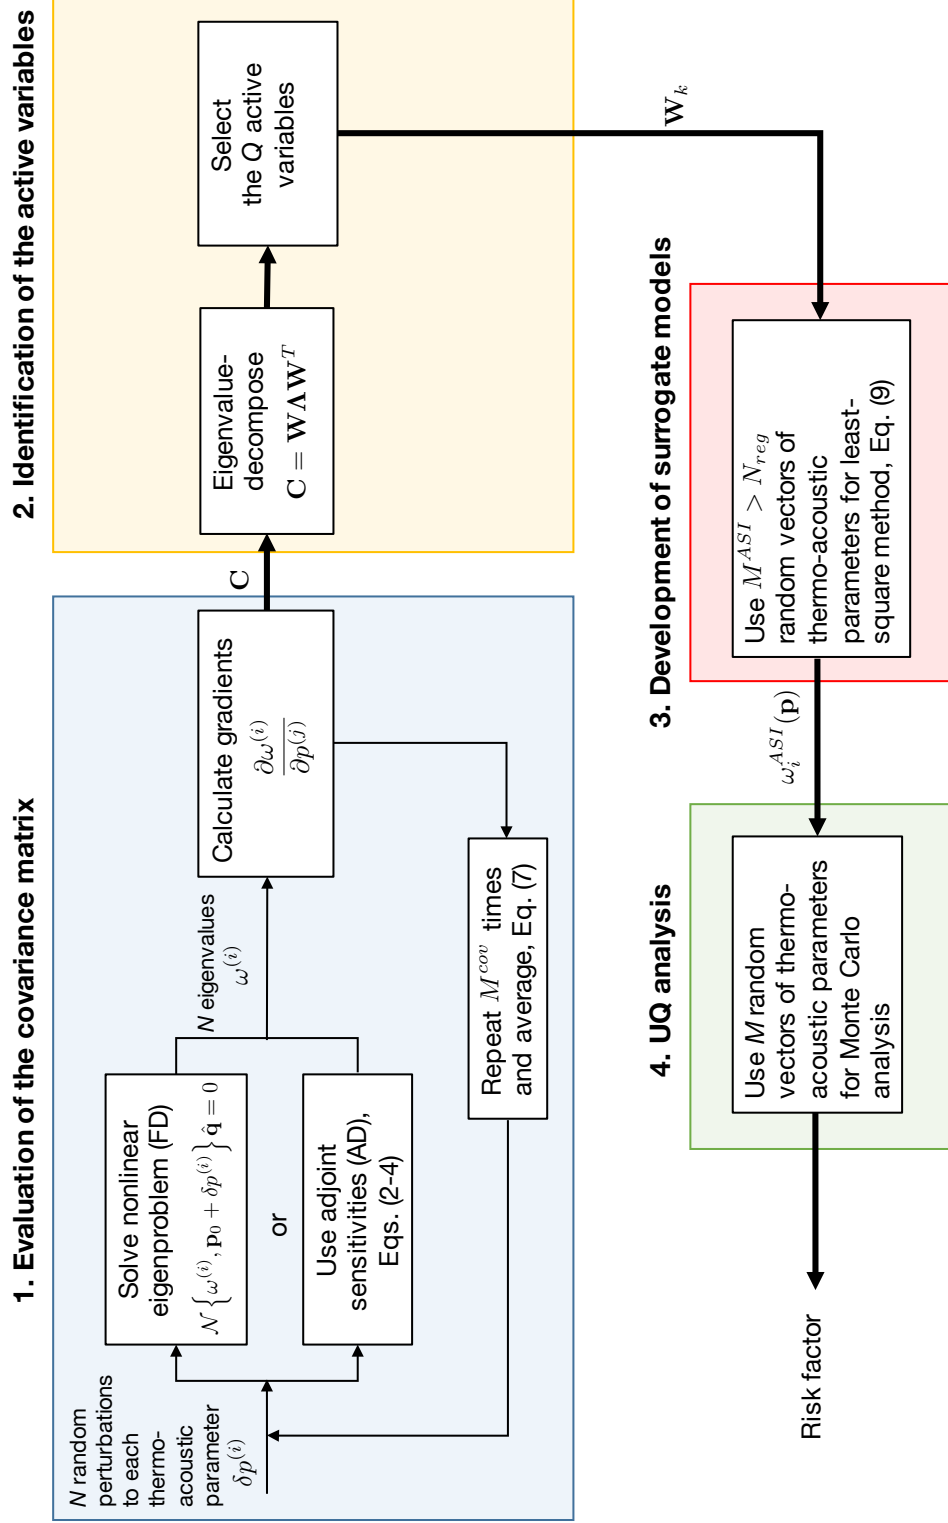 1. Evaluation of the covariance matrix
N random
perturbations
to each
thermo-
acoustic
parameter
δp^{(i)}
Solve nonlinear
eigenproblem (FD)
𝒩{ω^{(i)}, p₀ + δp^{(i)}} q̂ = 0
or
Use adjoint
sensitivities (AD),
Eqs. (2-4)
N eigenvalues
ω^{(i)}
Calculate gradients
∂ω^{(i)}
∂p^{(j)}
Repeat M^{cov} times
and average, Eq. (7)
C
2. Identification of the active variables
Eigenvalue-
decompose
C = WΛW^T
Select
the Q active
variables
W_k
3. Development of surrogate models
Use M^{ASI} > N_{reg}
random vectors of
thermo-acoustic
parameters for least-
square method, Eq. (9)
ω_i^{ASI}(p)
4. UQ analysis
Use M random
vectors of thermo-
acoustic parameters
for Monte Carlo
analysis
Risk factor